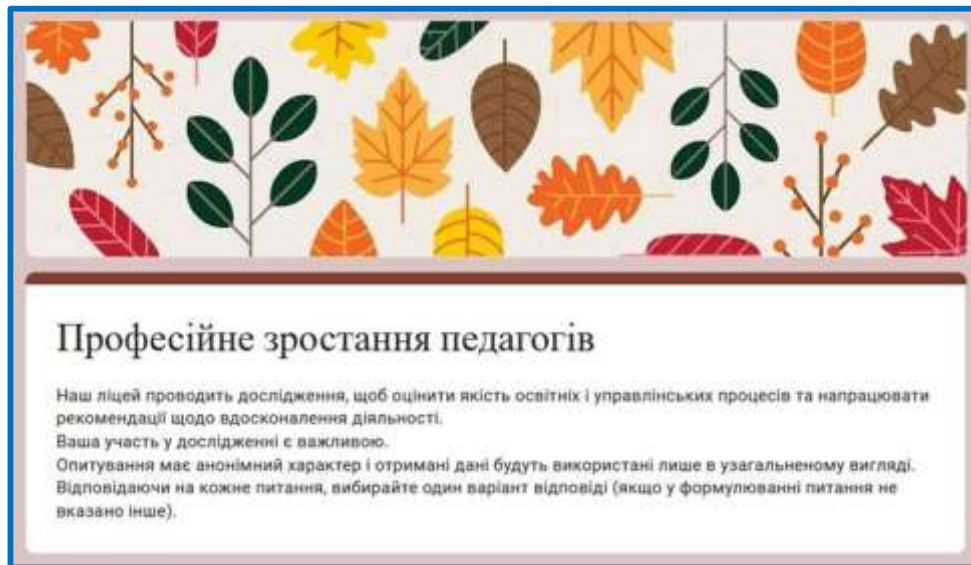 Професійне зростання педагогів
Наш ліцей проводить дослідження, щоб оцінити якість освітніх і управлінських процесів та напрацювати
рекомендації щодо вдосконалення діяльності.
Ваша участь у дослідженні є важливою.
Опитування має анонімний характер і отримані дані будуть використані лише в узагальненому вигляді.
Відповідаючи на кожне питання, вибирайте один варіант відповіді (якщо у формулюванні питання не
вказано інше).